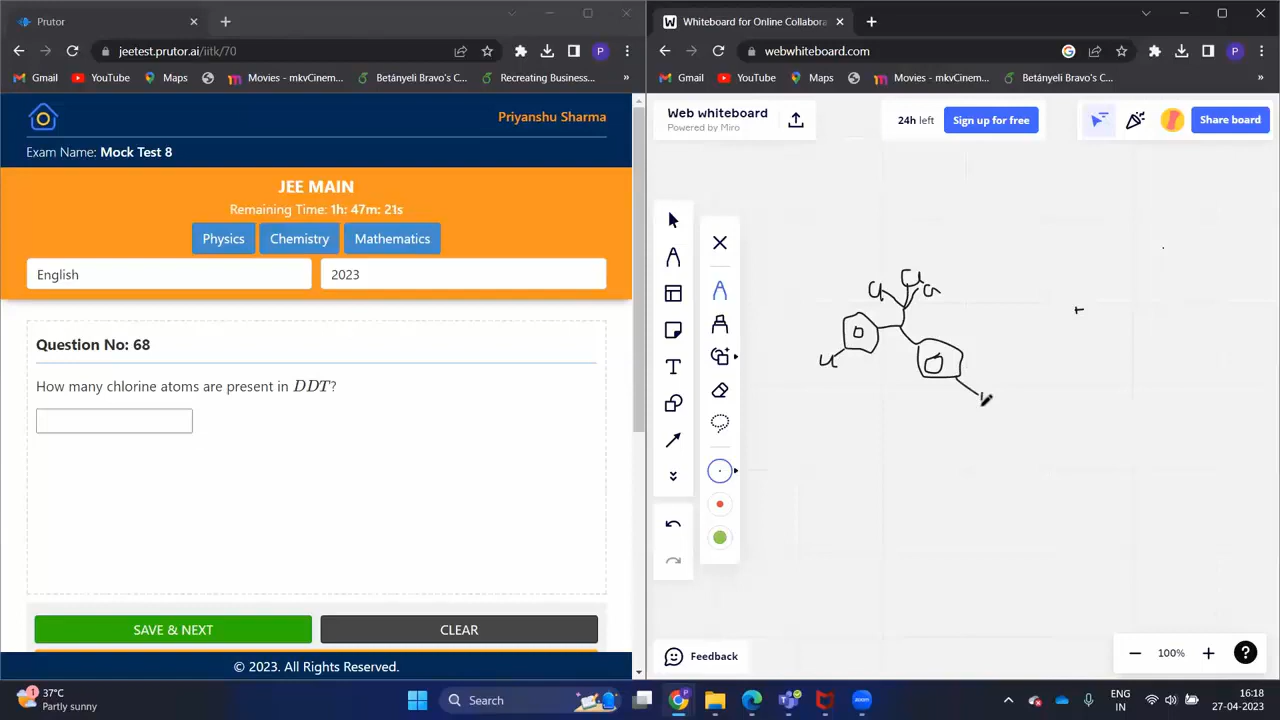 Prutor
Whiteboard for Online Collabora
jeetest.prutor.ai/iitk/70
webwhiteboard.com
Gmail YouTube Maps Movies - mkvCinem... Betányeli Bravo's C... Recreating Business... »
Gmail YouTube Maps Movies - mkvCinem... Betányeli Bravo's C... »
Priyanshu Sharma
Exam Name: Mock Test 8
JEE MAIN
Remaining Time: 1h: 47m: 21s
Physics
Chemistry
Mathematics
English
2023
Question No: 68
How many chlorine atoms are present in DDT?
SAVE & NEXT
CLEAR
© 2023. All Rights Reserved.
Web whiteboard
Powered by Miro
24h left
Sign up for free
Share board
Cl
Cl
Cl
Cl
+
Feedback
100%
37°C
Partly sunny
Search
ENG
IN
16:18
27-04-2023